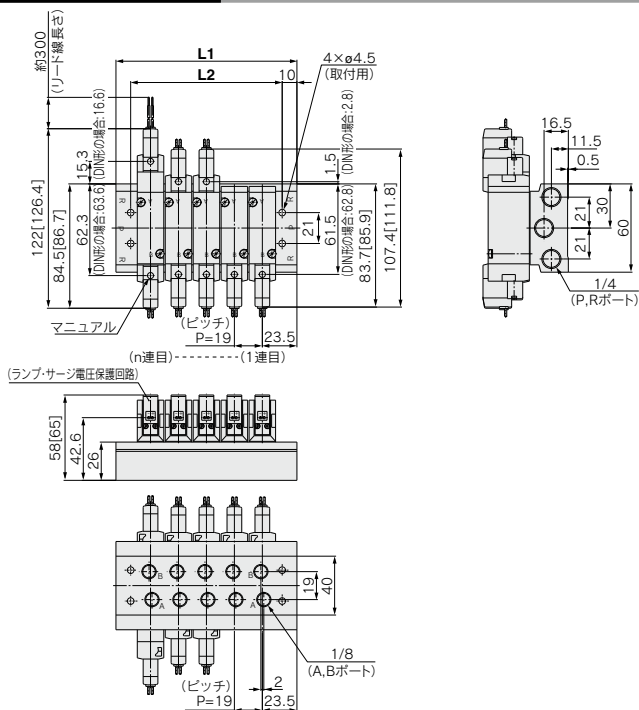 L1
L2
10
4×ø4.5
(取付用)
約300
(リード線長さ)
(DIN形の場合:16.6)
15.3
(DIN形の場合:63.6)
62.3
122[126.4]
84.5[86.7]
(DIN形の場合:2.8)
1.5
21
61.5
(DIN形の場合:62.8)
83.7[85.9]
107.4[111.8]
R
P
R
Y Y Y Y Y
R
P
R
B B B B B
マニュアル
(ピッチ)
P=19
23.5
(n連目)
(1連目)
16.5
11.5
0.5
21
21
30
60
1/4
(P,Rポート)
(ランプ・サージ電圧保護回路)
58[65]
42.6
26
B
B
A
A
19
40
1/8
(A,Bポート)
2
(ピッチ)
P=19
23.5